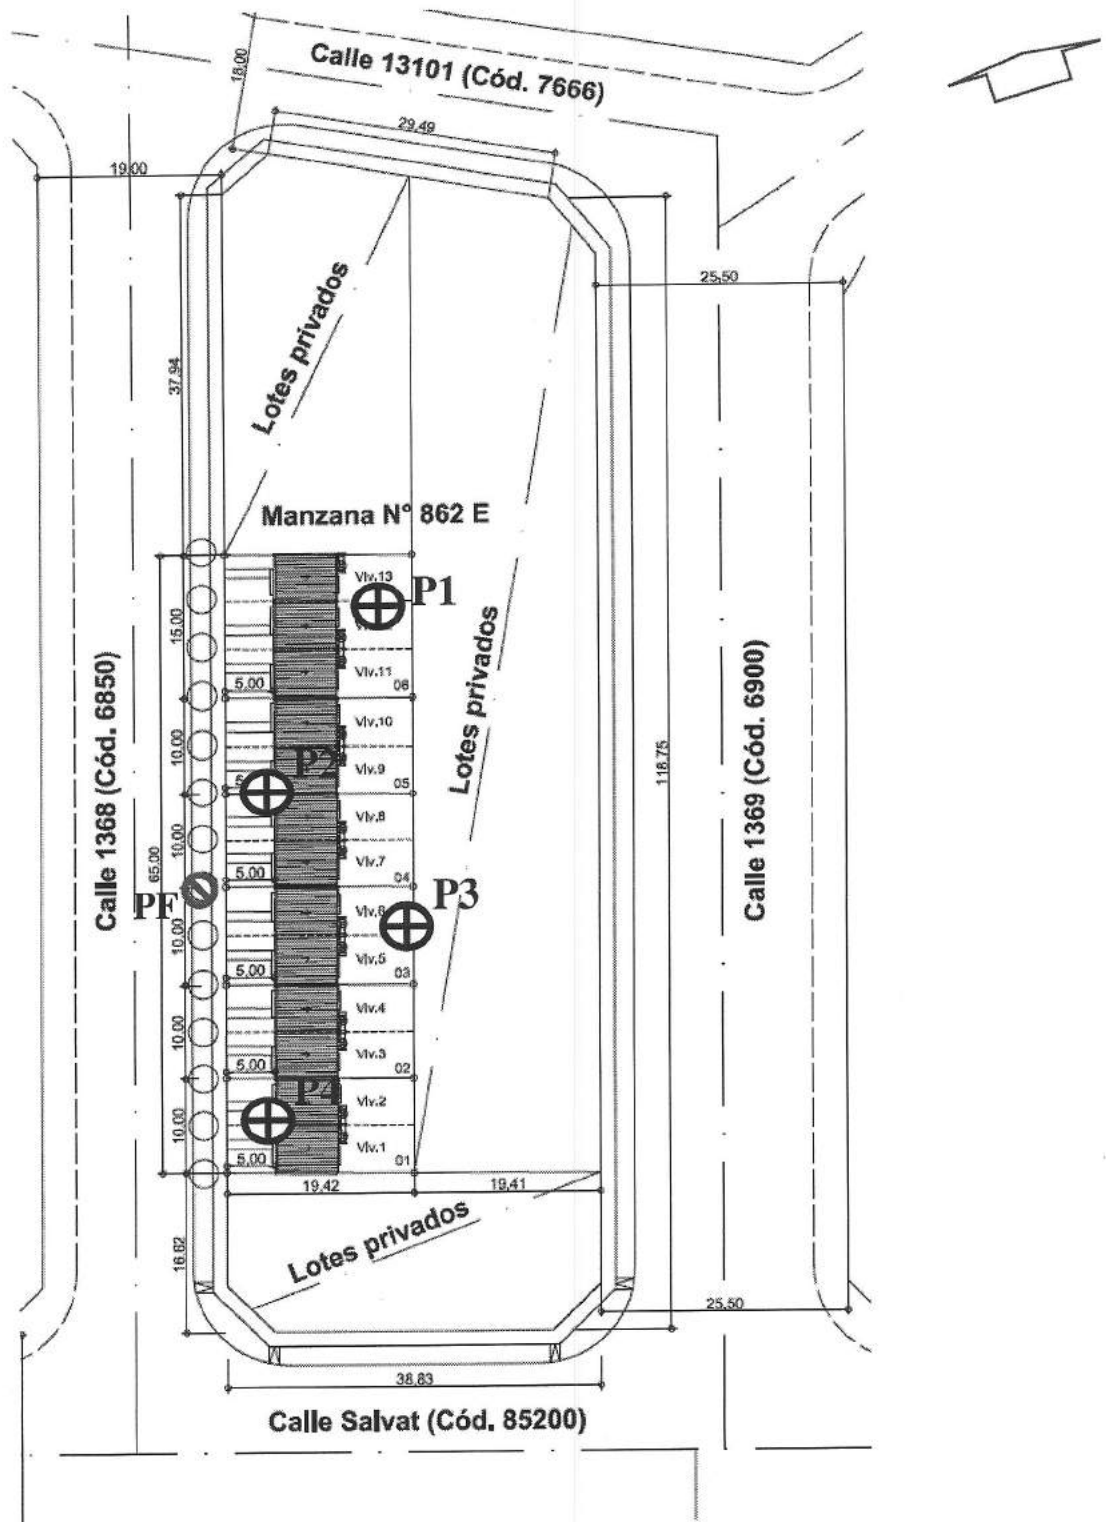 18.00
Calle 13101 (Cód. 7666)
29,49
19.00
25,50
37,94
Lotes privados
Manzana N° 862 E
Viv.13
P1
15.00
Lotes privados
Viv.11
5,00
06
Viv.10
10.00
P2
Viv.9
05
118,75
Calle 1368 (Cód. 6850)
Calle 1369 (Cód. 6900)
Viv.8
10.00
65.00
Viv.7
5.00
04
PF
Viv.6
P3
10.00
Viv.5
5,00
03
Viv.4
10.00
Viv.3
5.00
02
P4
Viv.2
10.00
Viv.1
5,00
01
19,42
19,41
Lotes privados
16,62
25,50
38,83
Calle Salvat (Cód. 85200)